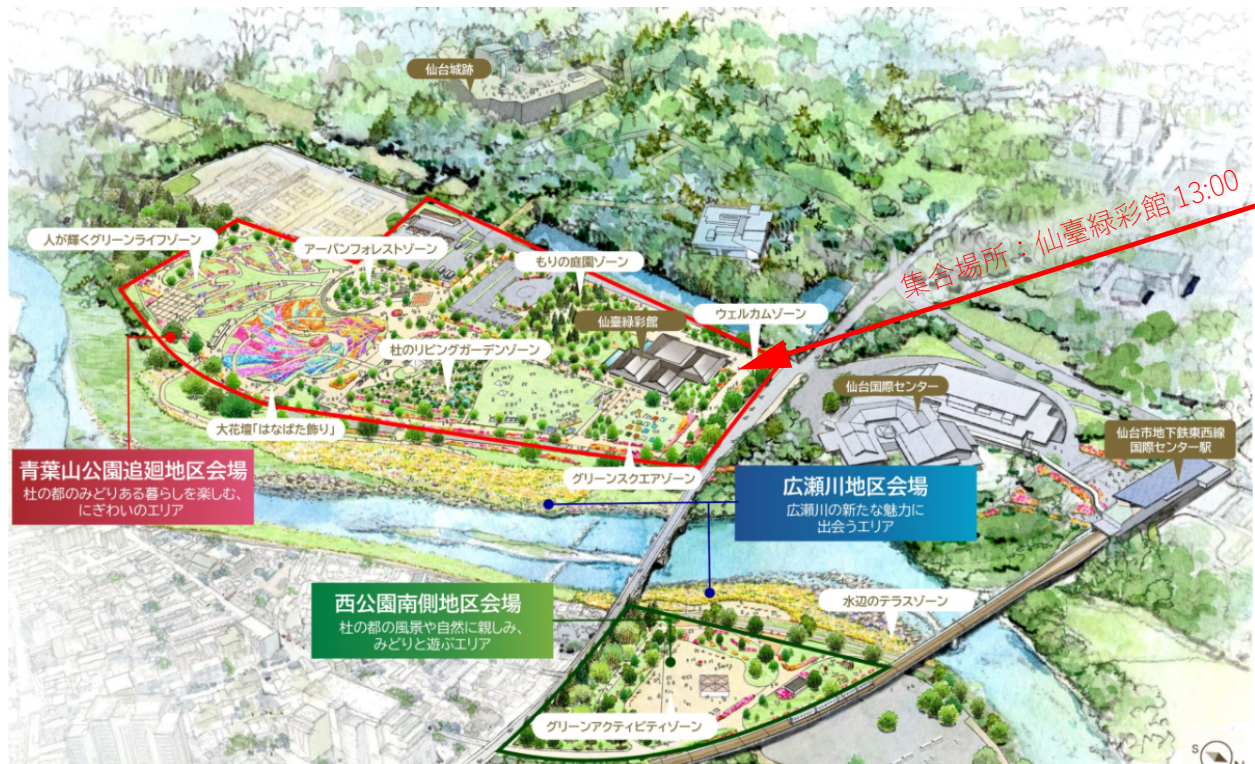 仙台城跡
集合場所：仙臺緑彩館 13:00
人が輝くグリーンライフゾーン
アーバンフォレストゾーン
もりの庭園ゾーン
ウェルカムゾーン
仙臺緑彩館
杜のリビングガーデンゾーン
仙台国際センター
大花壇「はなばた飾り」
仙台市地下鉄東西線
国際センター駅
グリーンスクエアゾーン
青葉山公園追廻地区会場
杜の都のみどりある暮らしを楽しむ、
にぎわいのエリア
広瀬川地区会場
広瀬川の新たな魅力に
出会うエリア
西公園南側地区会場
杜の都の風景や自然に親しみ、
みどりと遊ぶエリア
水辺のテラスゾーン
グリーンアクティビティゾーン
S
N